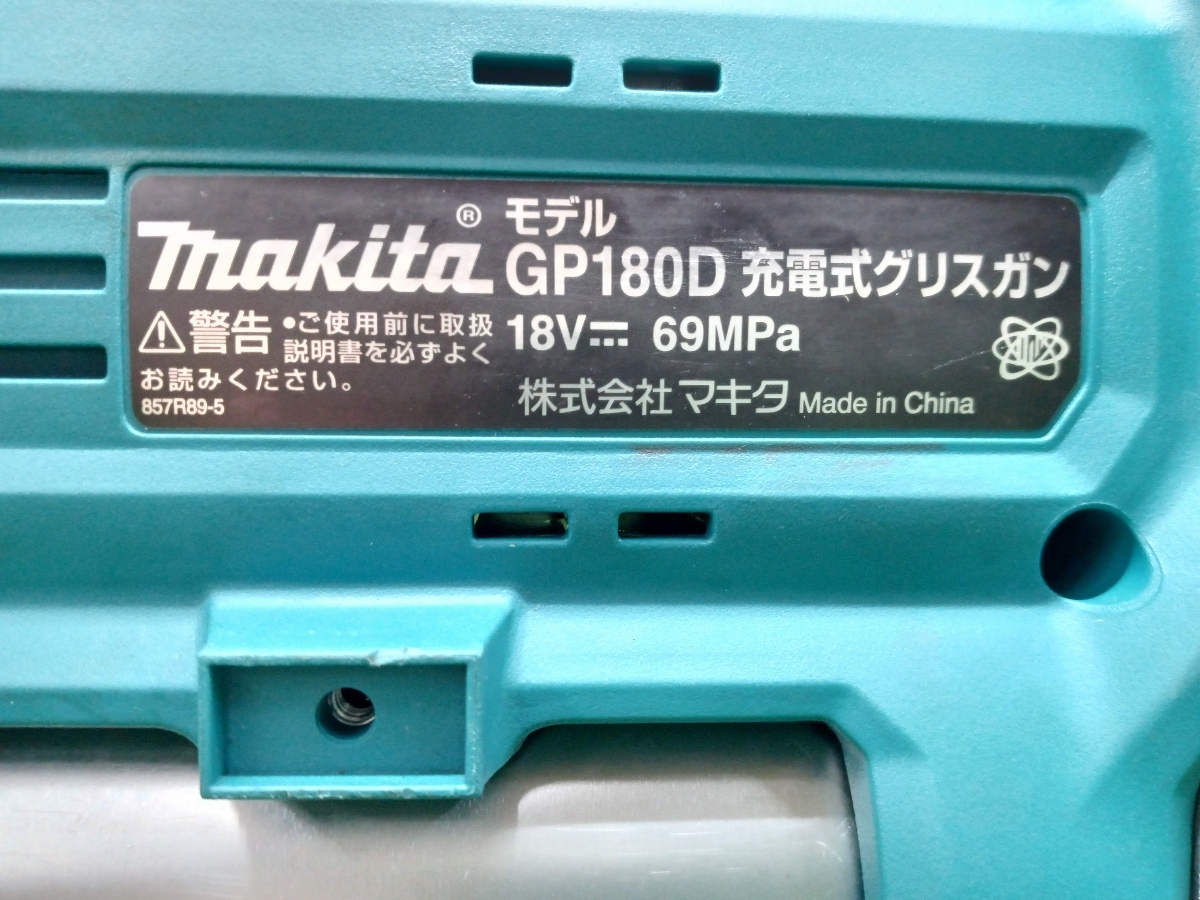 makita® モデル
GP180D 充電式グリスガン
18V⎓ 69MPa
⚠警告 •ご使用前に取扱
説明書を必ずよく
お読みください。
857R89-5
株式会社マキタ Made in China